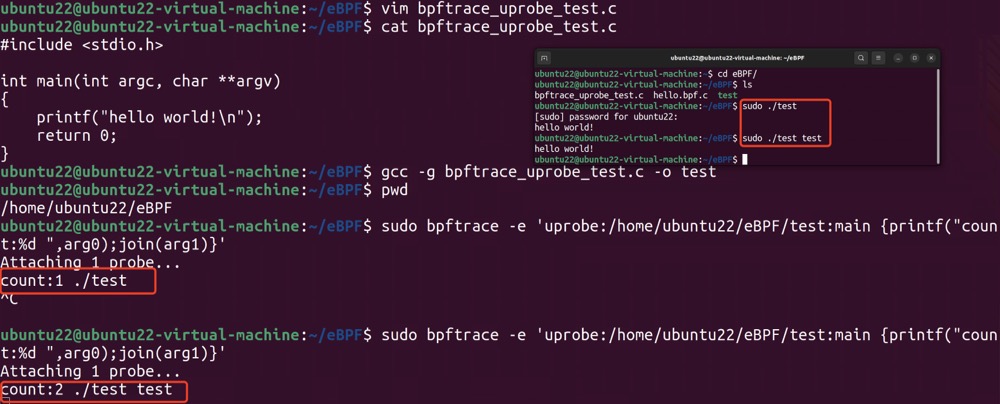 ubuntu22@ubuntu22-virtual-machine:~/eBPF$ vim bpftrace_uprobe_test.c
ubuntu22@ubuntu22-virtual-machine:~/eBPF$ cat bpftrace_uprobe_test.c
#include <stdio.h>
int main(int argc, char **argv)
{
    printf("hello world!\n");
    return 0;
}
ubuntu22@ubuntu22-virtual-machine:~/eBPF$ gcc -g bpftrace_uprobe_test.c -o test
ubuntu22@ubuntu22-virtual-machine:~/eBPF$ pwd
/home/ubuntu22/eBPF
ubuntu22@ubuntu22-virtual-machine:~/eBPF$ sudo bpftrace -e 'uprobe:/home/ubuntu22/eBPF/test:main {printf("coun
t:%d ",arg0);join(arg1)}'
Attaching 1 probe...
count:1 ./test
^C
ubuntu22@ubuntu22-virtual-machine:~/eBPF$ sudo bpftrace -e 'uprobe:/home/ubuntu22/eBPF/test:main {printf("coun
t:%d ",arg0);join(arg1)}'
Attaching 1 probe...
count:2 ./test test
ubuntu22@ubuntu22-virtual-machine: ~/eBPF
ubuntu22@ubuntu22-virtual-machine:~$ cd eBPF/
ubuntu22@ubuntu22-virtual-machine:~/eBPF$ ls
bpftrace_uprobe_test.c  hello.bpf.c  test
ubuntu22@ubuntu22-virtual-machine:~/eBPF$ sudo ./test
[sudo] password for ubuntu22:
hello world!
ubuntu22@ubuntu22-virtual-machine:~/eBPF$ sudo ./test test
hello world!
ubuntu22@ubuntu22-virtual-machine:~/eBPF$